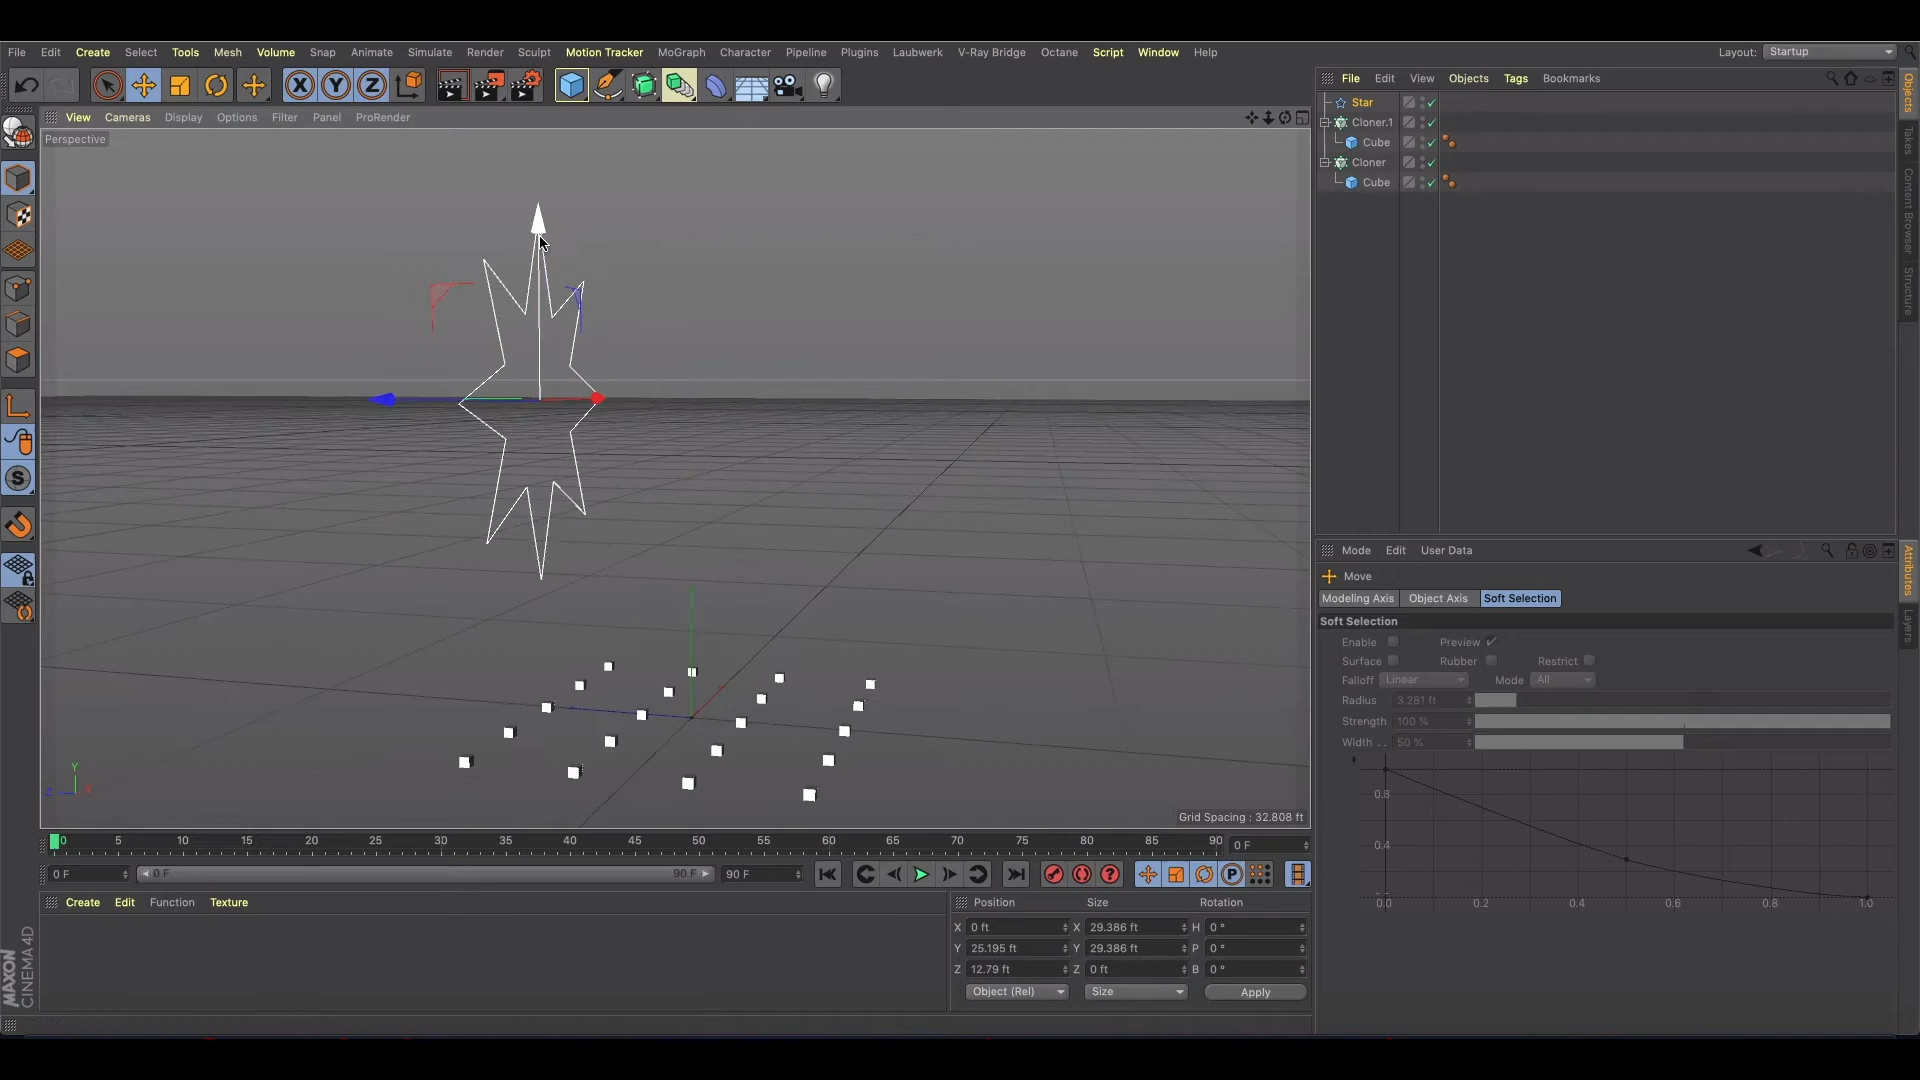 File Edit Create Select Tools Mesh Volume Snap Animate Simulate Render Sculpt Motion Tracker MoGraph Character Pipeline Plugins Laubwerk V-Ray Bridge Octane Script Window Help Layout: Startup
X Y Z
File Edit View Objects Tags Bookmarks
View Cameras Display Options Filter Panel ProRender
Perspective
Star
Cloner.1
Cube
Cloner
Cube
Objects
Takes
Content Browser
Structure
S
Mode Edit User Data
Move
Modeling Axis Object Axis Soft Selection
Soft Selection
Enable Preview
Surface Rubber Restrict
Falloff Linear Mode All
Radius 3.281 ft
Strength 100 %
Width . . 50 %
0.8
0.4
0.0 0.2 0.4 0.6 0.8 1.0
Attributes
Layers
Y
Z X
Grid Spacing : 32.808 ft
0 5 10 15 20 25 30 35 40 45 50 55 60 65 70 75 80 85 90 0 F
0 F 0 F 90 F 90 F P
Create Edit Function Texture
Position Size Rotation
X 0 ft X 29.386 ft H 0 °
Y 25.195 ft Y 29.386 ft P 0 °
Z 12.79 ft Z 0 ft B 0 °
Object (Rel) Size Apply
MAXON
CINEMA4D